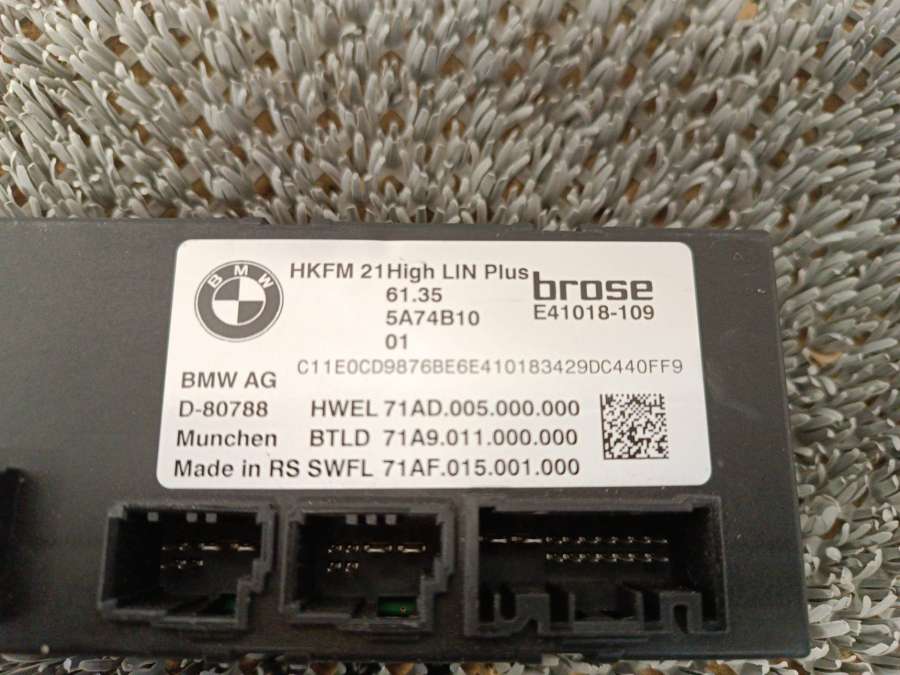 BMW
HKFM 21High LIN Plus
brose
61.35
E41018-109
5A74B10
01
C11E0CD9876BE6E410183429DC440FF9
BMW AG
D-80788 HWEL 71AD.005.000.000
Munchen BTLD 71A9.011.000.000
Made in RS SWFL 71AF.015.001.000